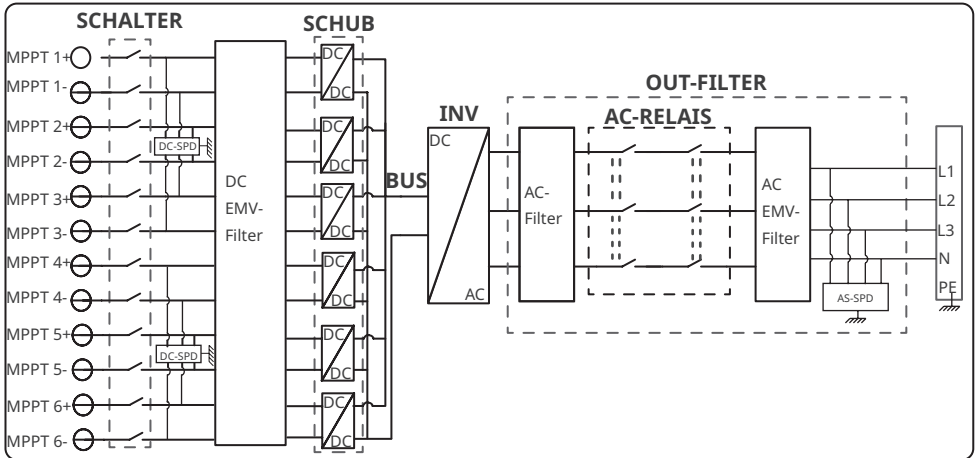 SCHALTER
SCHUB
OUT-FILTER
INV
AC-RELAIS
BUS
MPPT 1+
MPPT 1-
MPPT 2+
MPPT 2-
MPPT 3+
MPPT 3-
MPPT 4+
MPPT 4-
MPPT 5+
MPPT 5-
MPPT 6+
MPPT 6-
DC-SPD
DC-SPD
DC
EMV-
Filter
DC
DC
DC
DC
DC
DC
DC
DC
DC
DC
DC
DC
DC
AC
AC-
Filter
AC
EMV-
Filter
AS-SPD
L1
L2
L3
N
PE